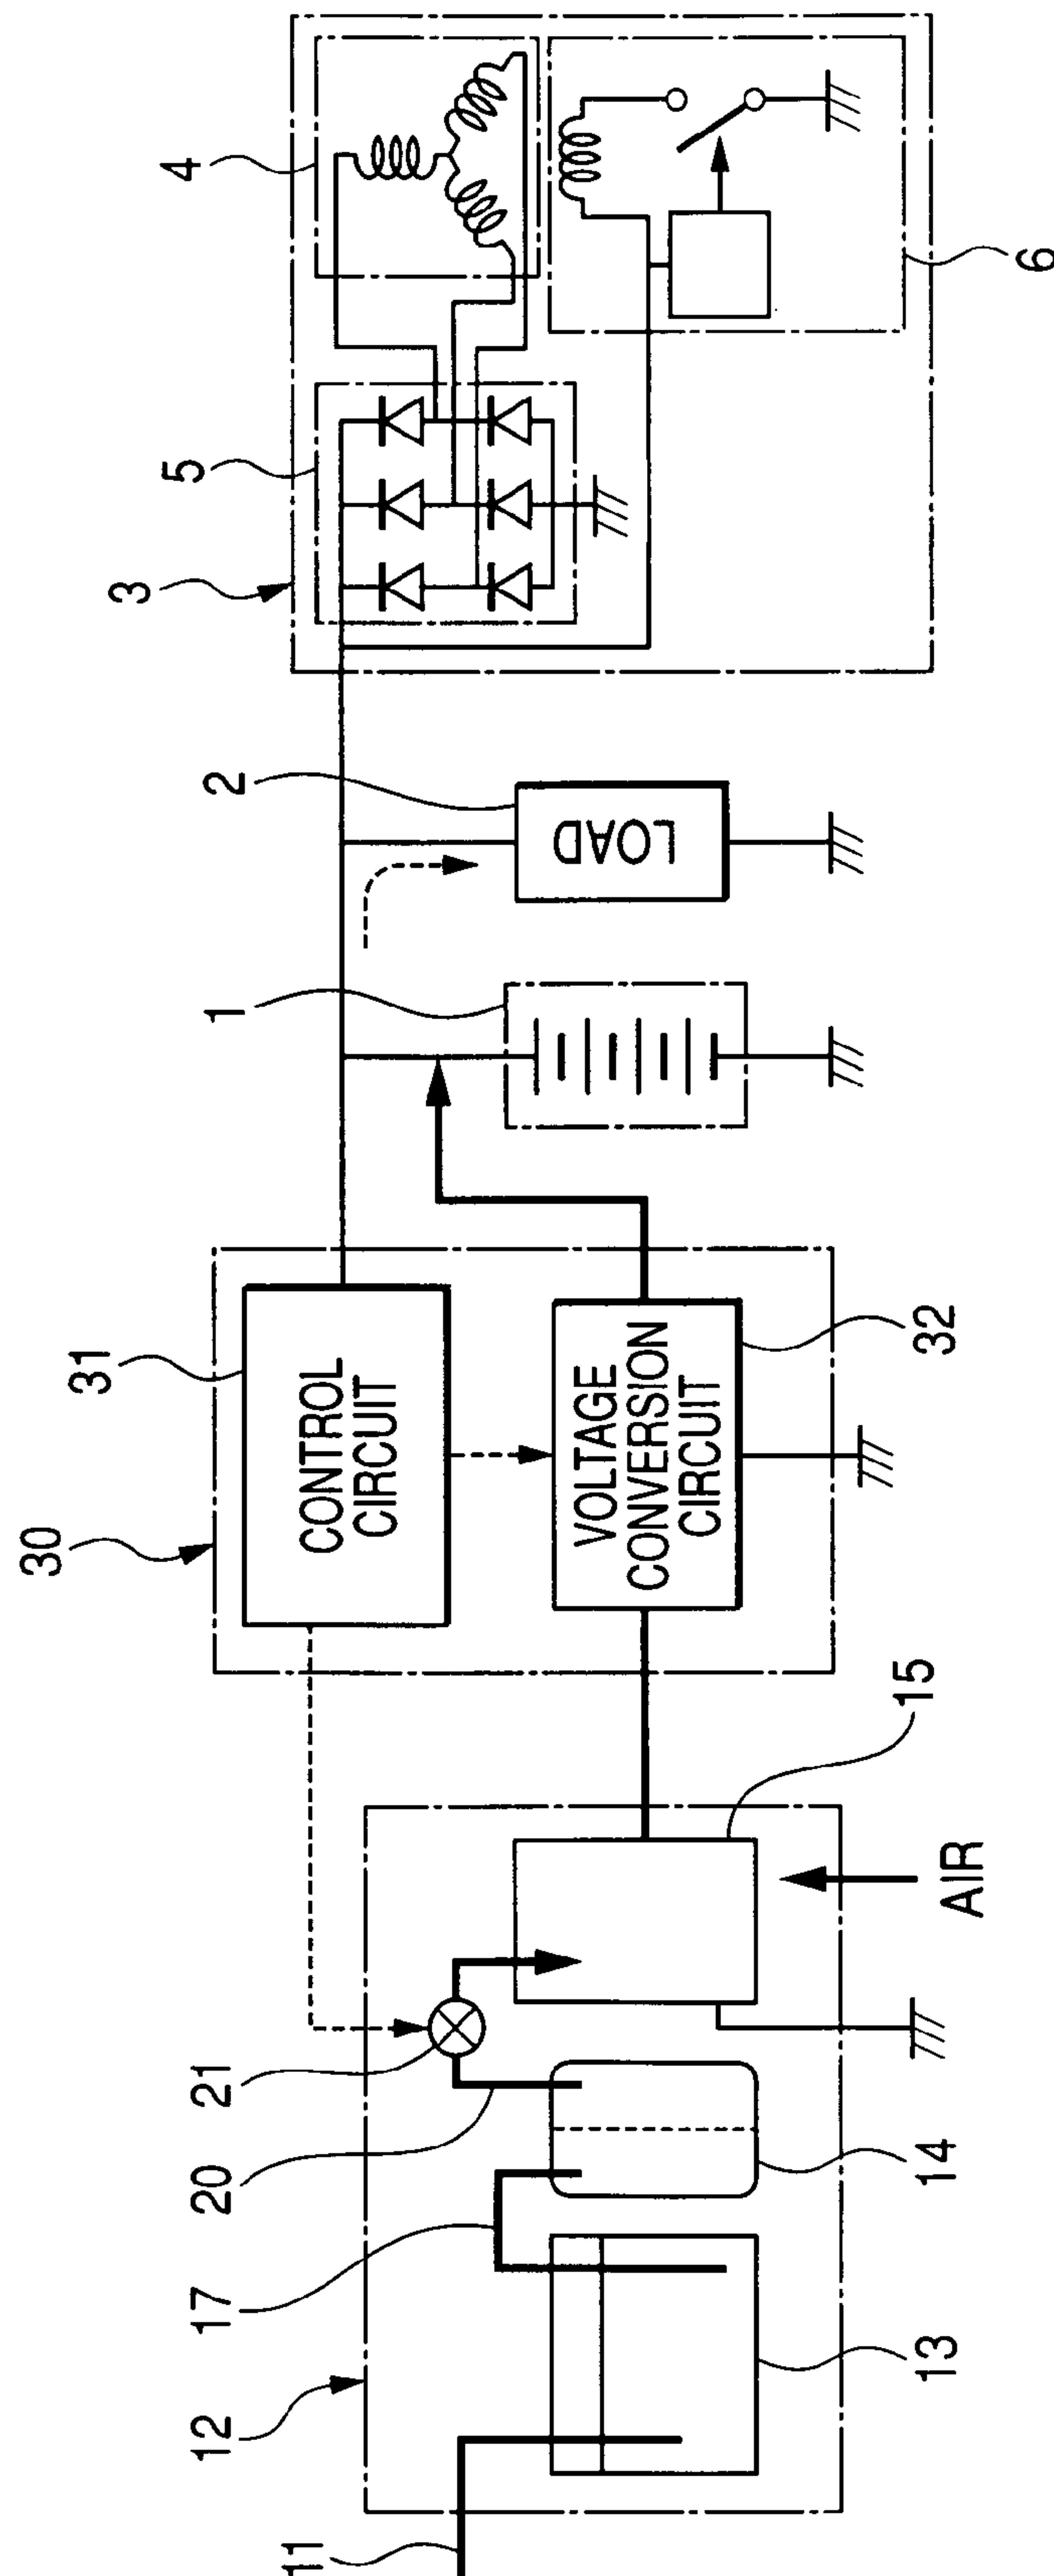 11
12
17
20
21
13
14
15
AIR
30
31
CONTROL
CIRCUIT
VOLTAGE
CONVERSION
CIRCUIT
32
1
2
LOAD
3
5
4
6